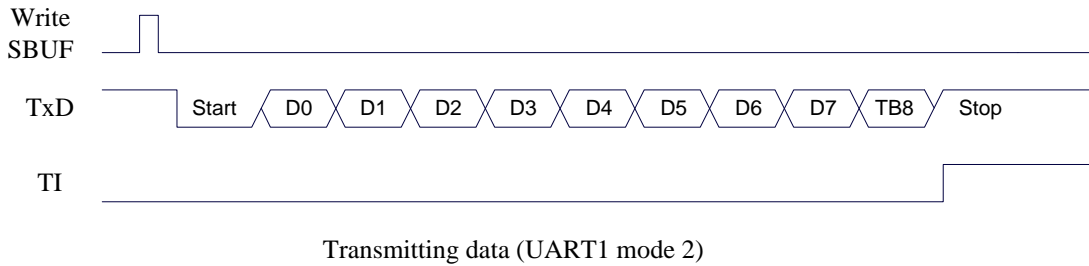 Write
SBUF
TxD Start D0 D1 D2 D3 D4 D5 D6 D7 TB8 Stop
TI
Transmitting data (UART1 mode 2)